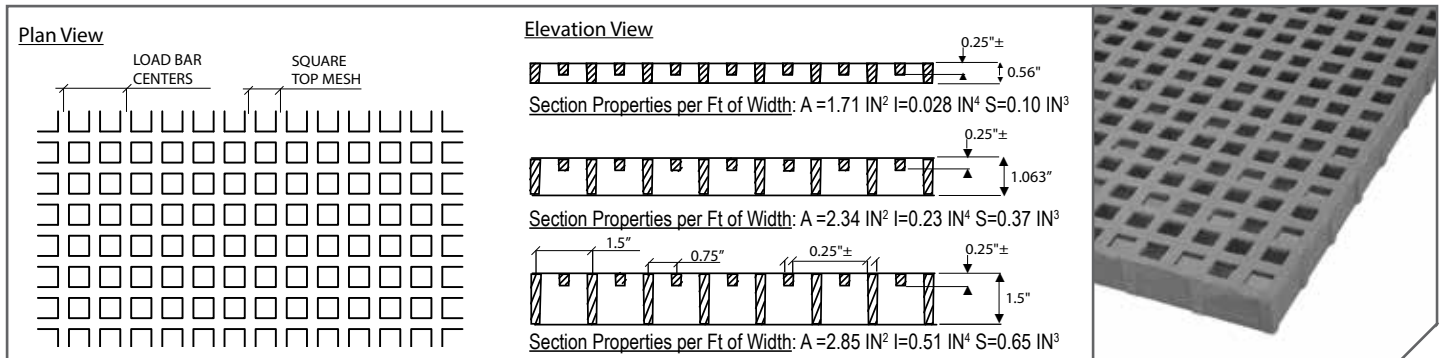 Plan View
LOAD BAR
CENTERS
SQUARE
TOP MESH
Elevation View
0.25"±
0.56"
Section Properties per Ft of Width: A =1.71 IN² I=0.028 IN⁴ S=0.10 IN³
0.25"±
1.063"
Section Properties per Ft of Width: A =2.34 IN² I=0.23 IN⁴ S=0.37 IN³
1.5"
0.75"
0.25"±
0.25"±
1.5"
Section Properties per Ft of Width: A =2.85 IN² I=0.51 IN⁴ S=0.65 IN³